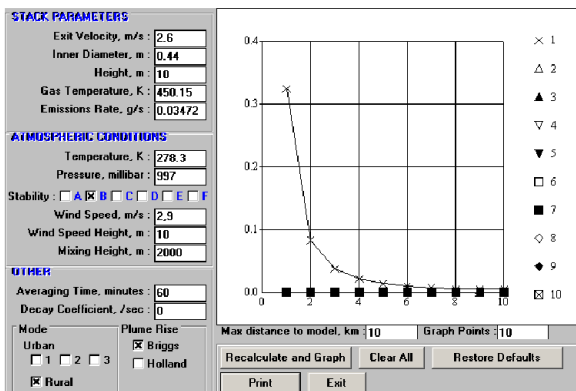 STACK PARAMETERS
Exit Velocity, m/s : 2.6
Inner Diameter, m : 0.44
Height, m : 10
Gas Temperature, K : 450.15
Emissions Rate, g/s : 0.03472
ATMOSPHERIC CONDITIONS
Temperature, K : 278.3
Pressure, millibar : 997
Stability : A B C D E F
Wind Speed, m/s : 2,9
Wind Speed Height, m : 10
Mixing Height, m : 2000
OTHER
Averaging Time, minutes : 60
Decay Coefficient, /sec : 0
Mode
Urban
1 2 3
Rural
Plume Rise
Briggs
Holland
0.4
0.3
0.2
0.1
0.0
0 2 4 6 8 10
1
2
3
4
5
6
7
8
9
10
Max distance to model, km : 10 Graph Points : 10
Recalculate and Graph Clear All Restore Defaults
Print Exit